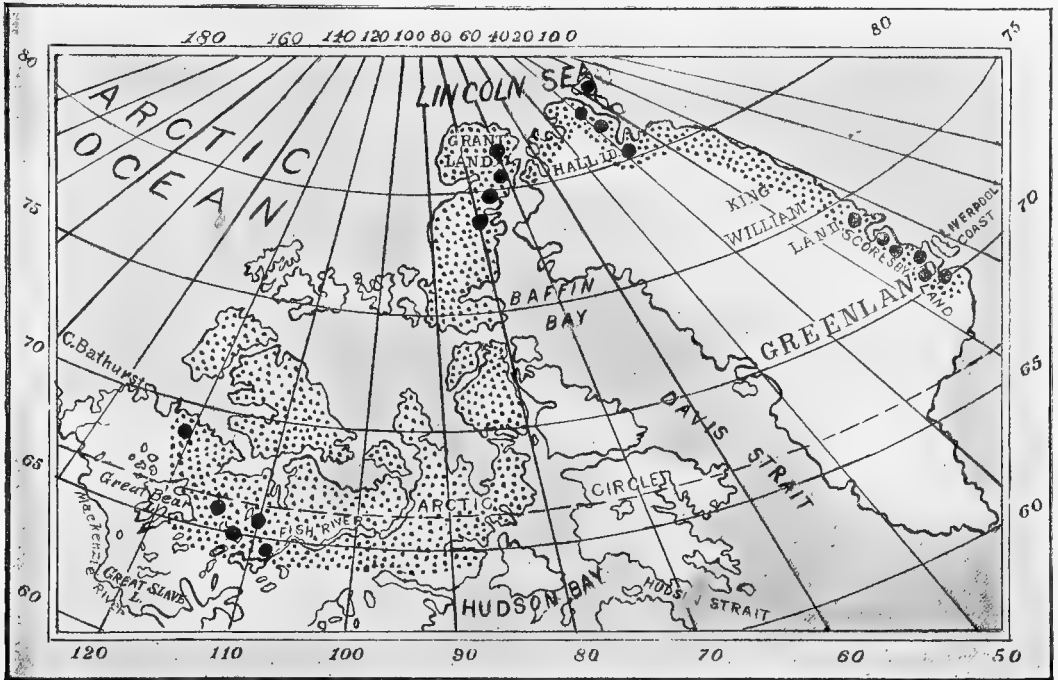 80 75
180 160 140 120 100 80 60 40 20 10 0
80
LINCOLN SEA
ARCTIC
OCEAN
GRANT
LAND
HALL LD
KING
WILLIAM
LAND
LIVERPOOL
COAST
SCORESBY
LAND
70
75
BAFFIN
BAY
GREENLAND
70
C. Bathurst
65
DAVIS STRAIT
65
Great Bear
ARCTIC CIRCLE
FISH RIVER
Mackenzie
RIVER
GREAT SLAVE
L.
60
HUDSON BAY
STRAIT
60
120 110 100 90 80 70 60 50